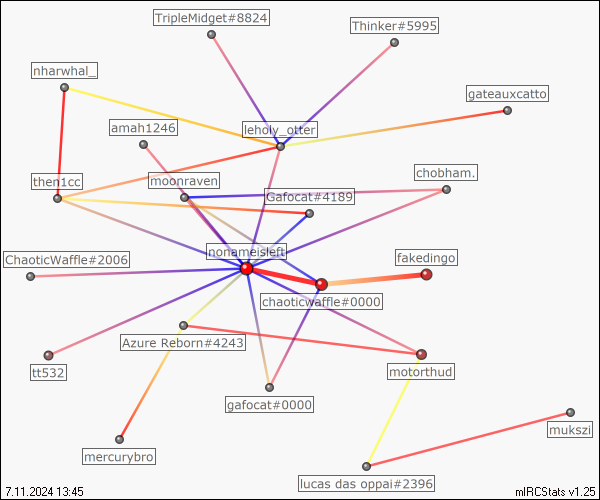 TripleMidget#8824
Thinker#5995
nharwhal_
gateauxcatto
amah1246
leholy_otter
chobham.
then1cc
moonraven
Gafocat#4189
nonameisleft
fakedingo
ChaoticWaffle#2006
chaoticwaffle#0000
Azure Reborn#4243
tt532
motorthud
gafocat#0000
mukszi
mercurybro
lucas das oppai#2396
7.11.2024 13:45
mIRCStats v1.25